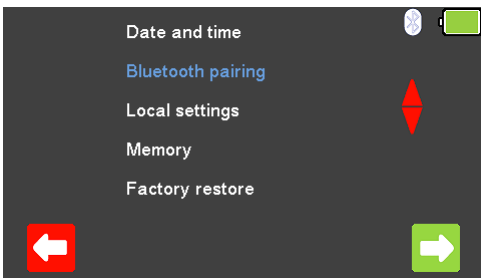 Date and time
Bluetooth pairing
Local settings
Memory
Factory restore